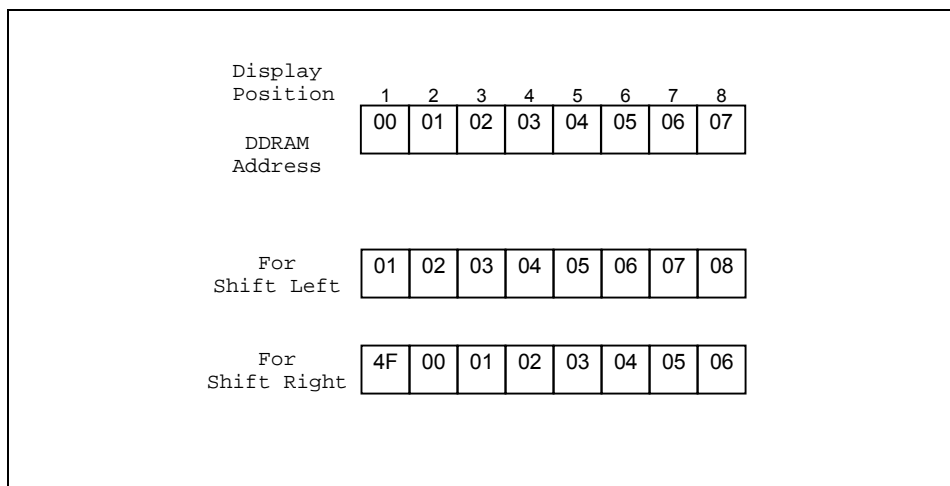 Display
Position 1 2 3 4 5 6 7 8
00 01 02 03 04 05 06 07
DDRAM
Address
For
Shift Left
01 02 03 04 05 06 07 08
For
Shift Right
4F 00 01 02 03 04 05 06